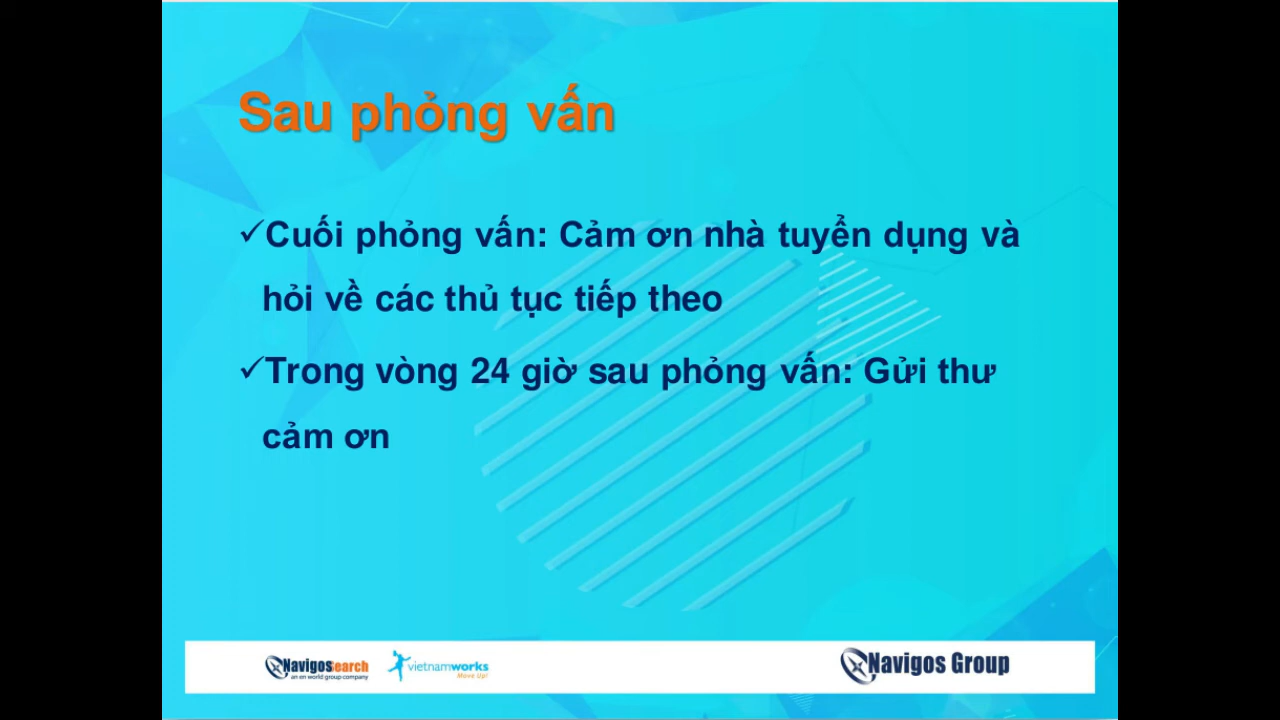 Sau phỏng vấn
✓Cuối phỏng vấn: Cảm ơn nhà tuyển dụng và
hỏi về các thủ tục tiếp theo
✓Trong vòng 24 giờ sau phỏng vấn: Gửi thư
cảm ơn
NavigosSearch
an en world group company
vietnamworks
Move Up!
Navigos Group